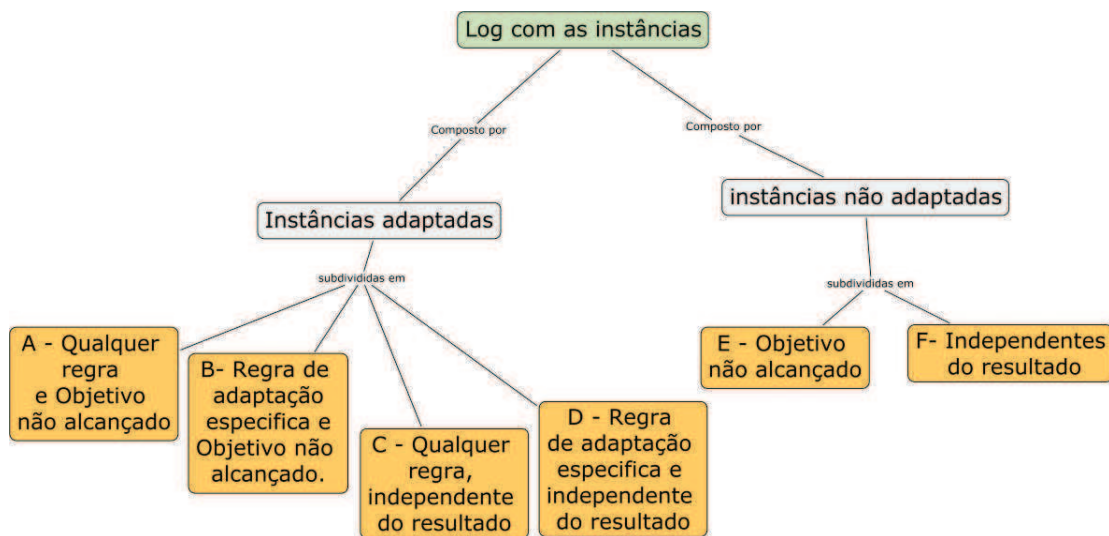 Log com as instâncias
Composto por
Composto por
Instâncias adaptadas
instâncias não adaptadas
subdivididas em
subdivididas em
A - Qualquer
regra
e Objetivo
não alcançado
B- Regra de
adaptação
especifica e
Objetivo não
alcançado.
C - Qualquer
regra,
independente
do resultado
D - Regra
de adaptação
especifica e
independente
do resultado
E - Objetivo
não alcançado
F- Independentes
do resultado